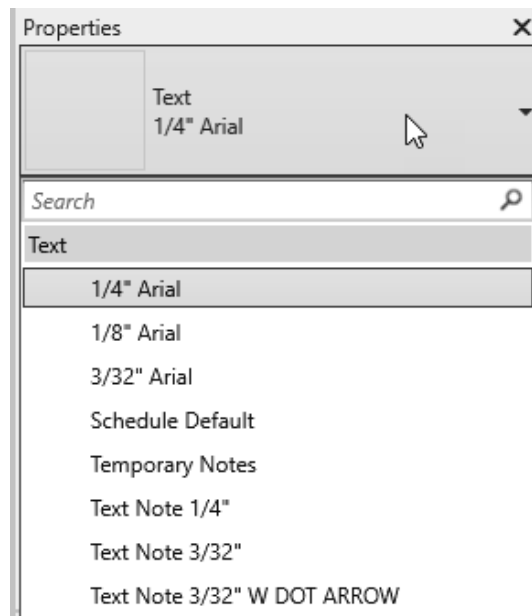 Properties
Text
1/4" Arial
Search
Text
1/4" Arial
1/8" Arial
3/32" Arial
Schedule Default
Temporary Notes
Text Note 1/4"
Text Note 3/32"
Text Note 3/32" W DOT ARROW